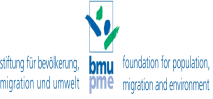 stiftung für bevölkerung,
migration und umwelt
bmu
pme
foundation for population,
migration and environment